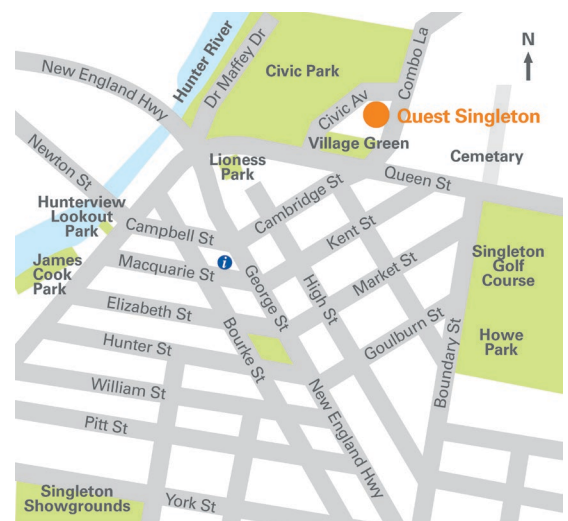 New England Hwy
Hunter River
Dr Maffey Dr
Civic Park
Combo La
N
Civic Av
Quest Singleton
Village Green
Newton St
Lioness
Park
Cemetary
Queen St
Hunterview
Lookout
Park
Campbell St
Cambridge St
Kent St
James
Cook
Park
Macquarie St
i
George St
High St
Market St
Singleton
Golf
Course
Elizabeth St
Hunter St
Bourke St
Goulburn St
Boundary St
Howe
Park
William St
New England Hwy
Pitt St
Singleton
Showgrounds
York St